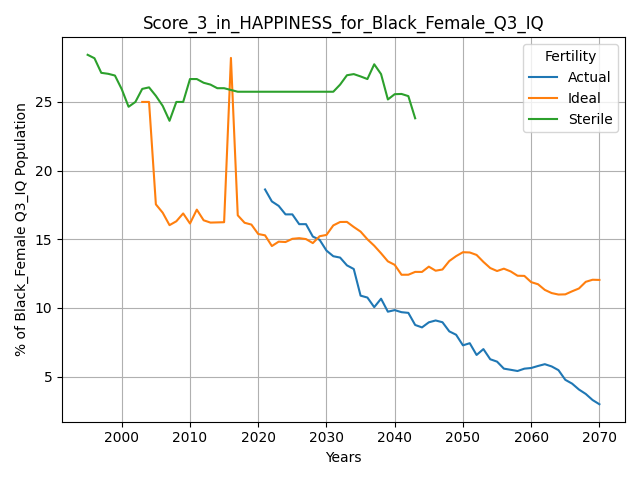 Score_3_in_HAPPINESS_for_Black_Female_Q3_IQ
% of Black_Female Q3_IQ Population
25
20
15
10
5
Fertility
Actual
Ideal
Sterile
2000 2010 2020 2030 2040 2050 2060 2070
Years